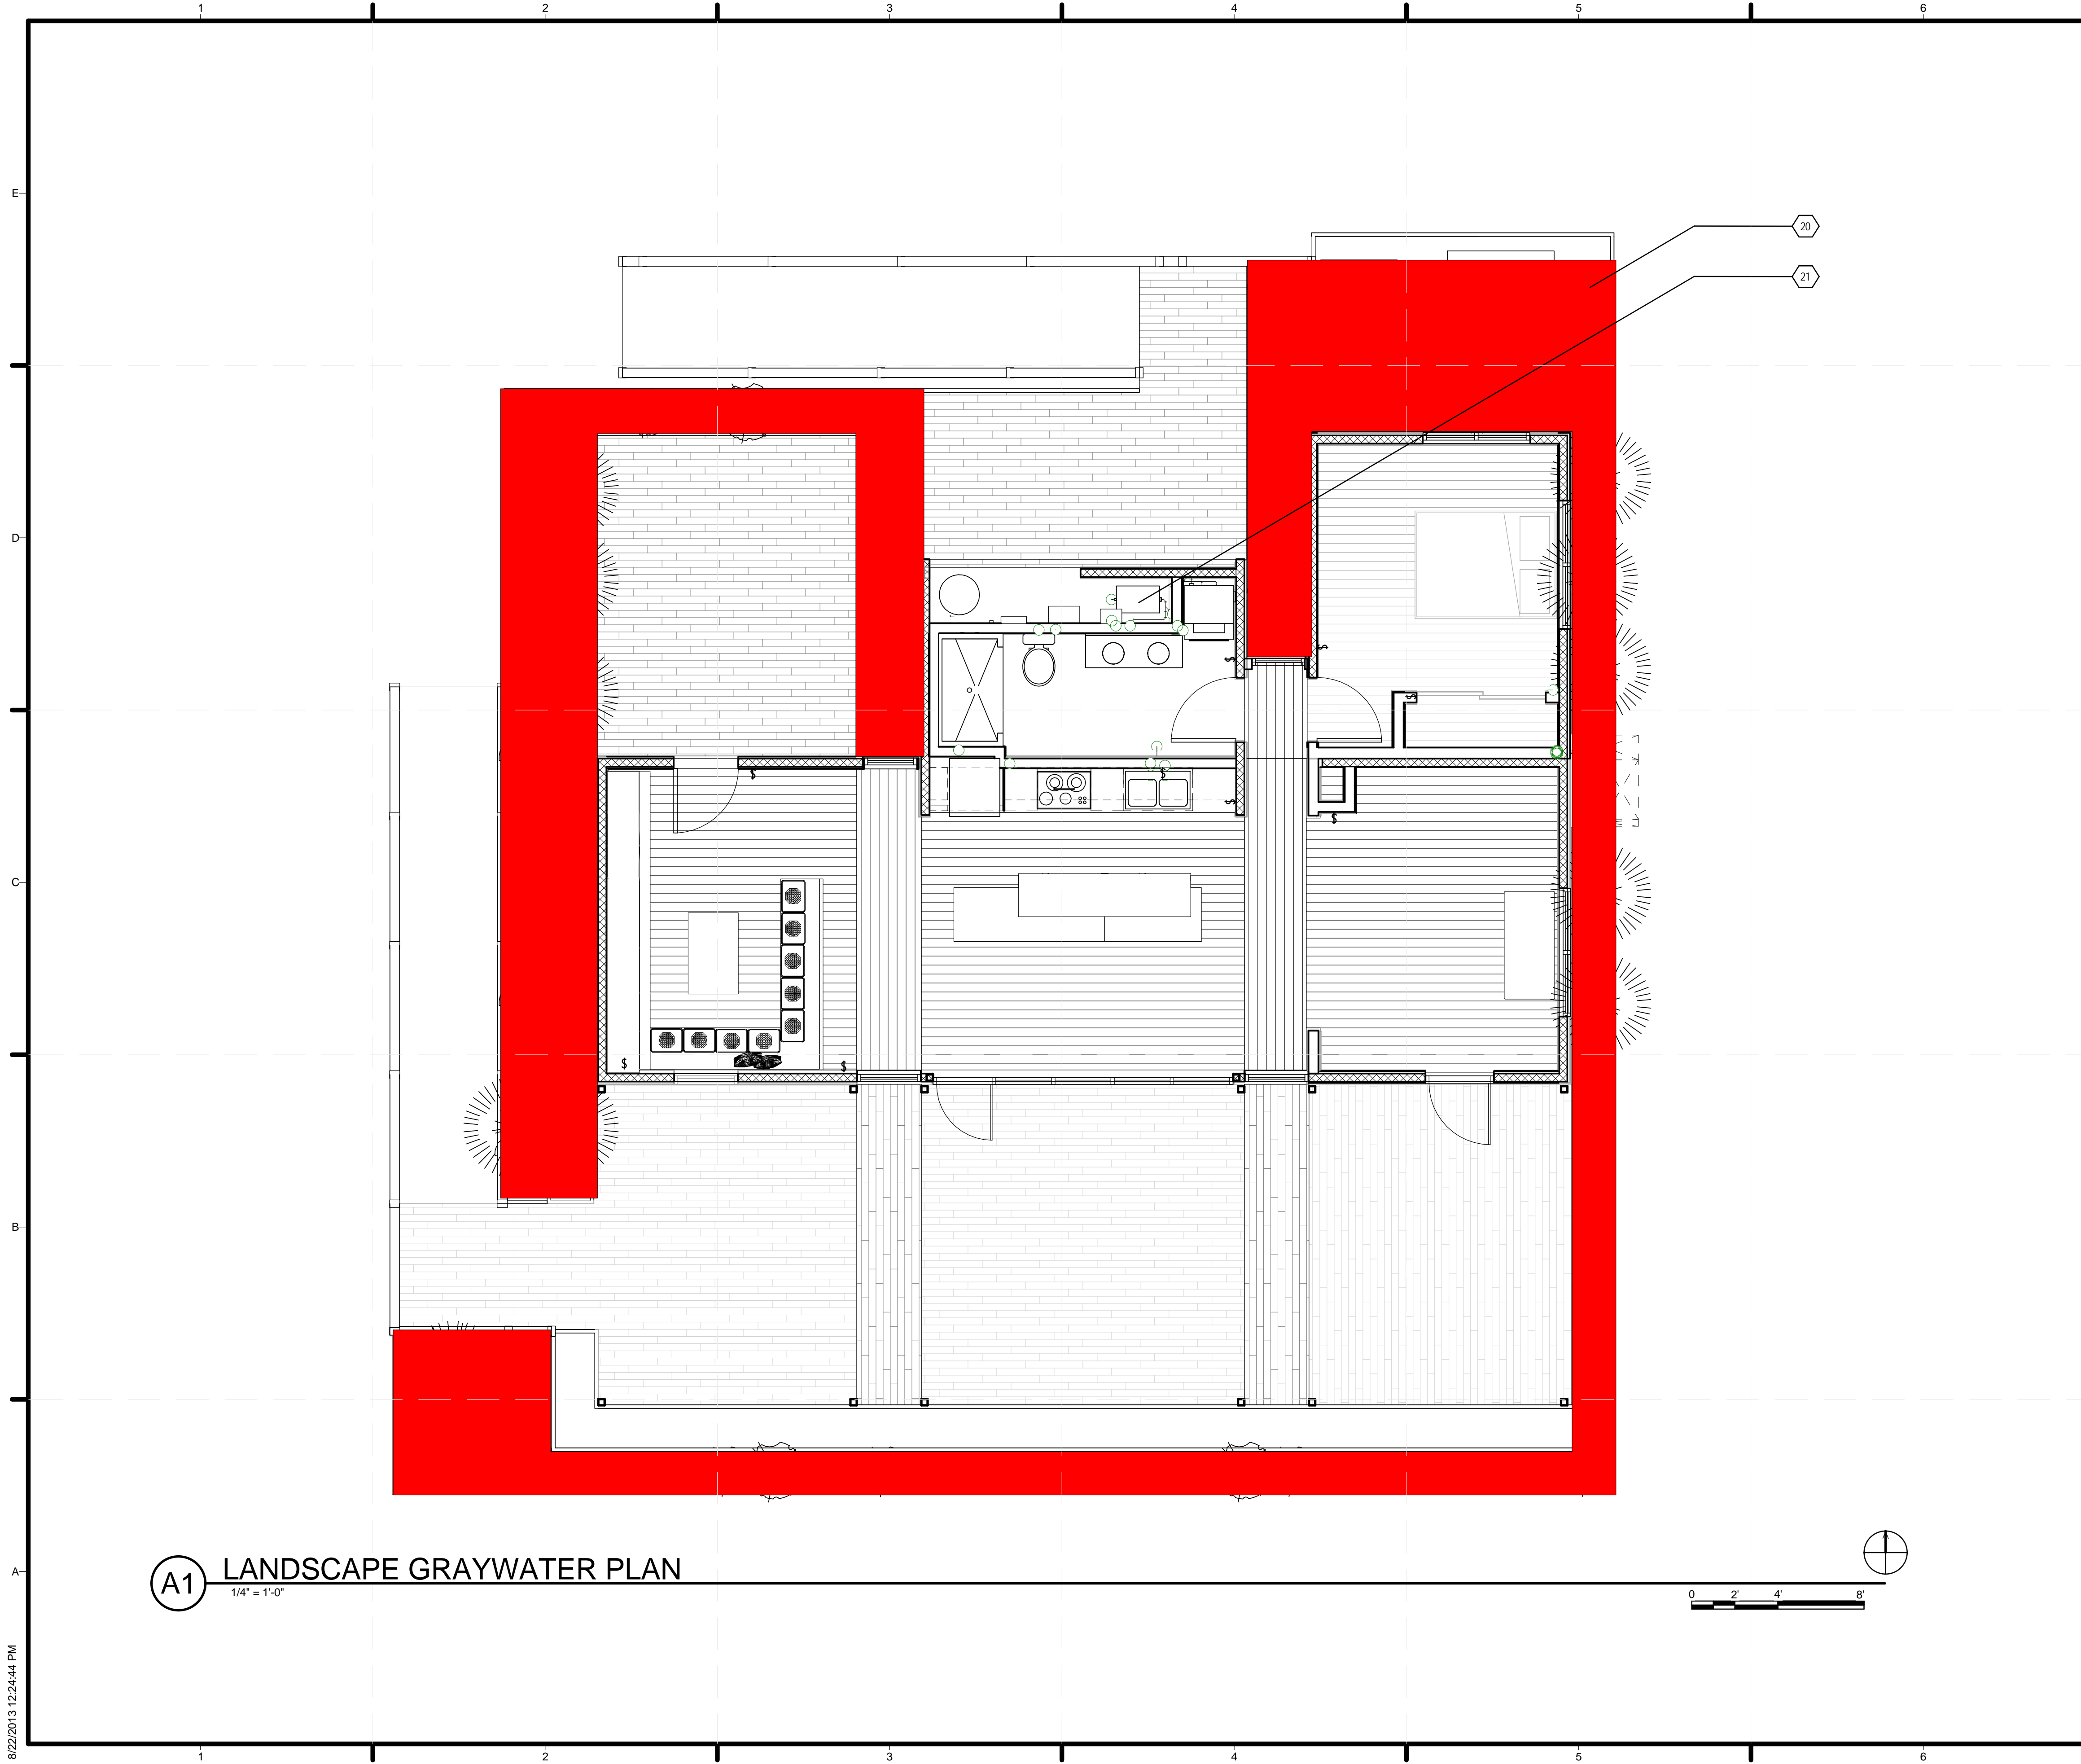 1 2 3 4 5 6
E
20
21
D
C
B
A
A1 LANDSCAPE GRAYWATER PLAN
1/4" = 1'-0"
0 2' 4' 8'
8/22/2013 12:24:44 PM
1 2 3 4 5 6